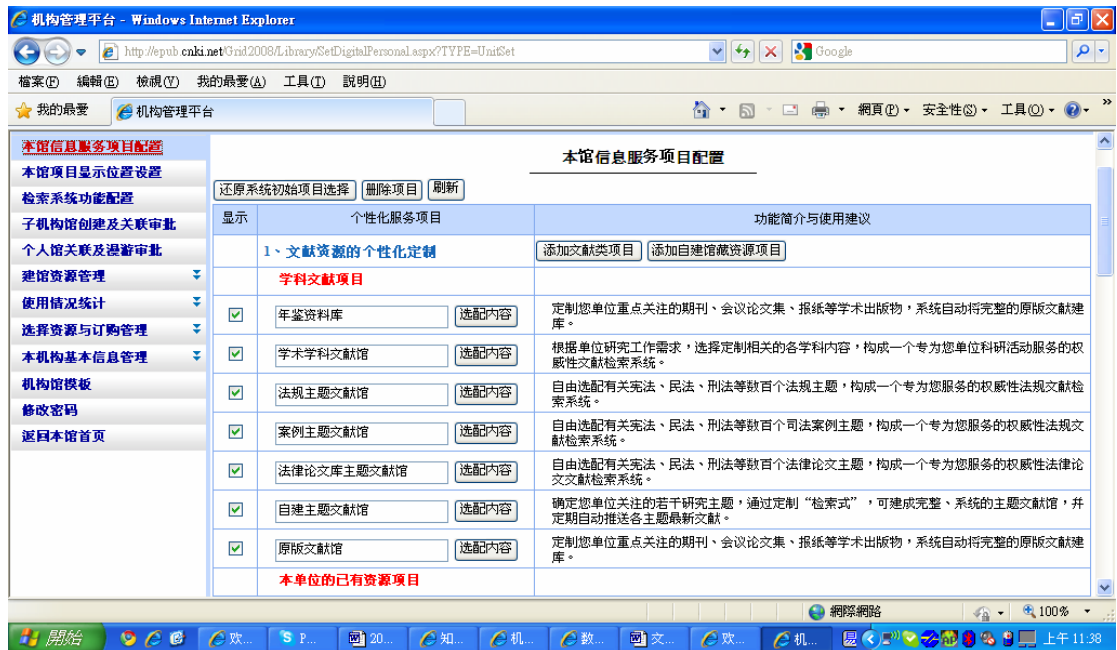 机构管理平台 - Windows Internet Explorer
http://epub.cnki.net/Grid2008/Library/SetDigitalPersonal.aspx?TYPE=UnitSet
Google
檔案(F) 編輯(E) 檢視(V) 我的最愛(A) 工具(T) 說明(H)
我的最愛 机构管理平台 網頁(P) 安全性(S) 工具(O) »
本馆信息服务项目配置
本馆项目显示位置设置
检索系统功能配置
子机构馆创建及关联审批
个人馆关联及漫游审批
建馆资源管理
使用情况统计
选择资源与订购管理
本机构基本信息管理
机构馆模板
修改密码
返回本馆首页
本馆信息服务项目配置
还原系统初始项目选择 删除项目 刷新
显示 个性化服务项目 功能简介与使用建议
1、文献资源的个性化定制 添加文献类项目 添加自建馆藏资源项目
学科文献项目
年鉴资料库 选配内容 定制您单位重点关注的期刊、会议论文集、报纸等学术出版物，系统自动将完整的原版文献建
库。
学术学科文献馆 选配内容 根据单位研究工作需求，选择定制相关的各学科内容，构成一个专为您单位科研活动服务的权
威性文献检索系统。
法规主题文献馆 选配内容 自由选配有关宪法、民法、刑法等数百个法规主题，构成一个专为您服务的权威性法规文献检
索系统。
案例主题文献馆 选配内容 自由选配有关宪法、民法、刑法等数百个司法案例主题，构成一个专为您服务的权威性法规文
献检索系统。
法律论文库主题文献馆 选配内容 自由选配有关宪法、民法、刑法等数百个法律论文主题，构成一个专为您服务的权威性法律论
文文献检索系统。
自建主题文献馆 选配内容 确定您单位关注的若干研究主题，通过定制“检索式”，可建成完整、系统的主题文献馆，并
定期自动推送各主题最新文献。
原版文献馆 选配内容 定制您单位重点关注的期刊、会议论文集、报纸等学术出版物，系统自动将完整的原版文献建
库。
本单位的已有资源项目
網際網路 100%
開始 欢... P... 20... 知... 机... 数... 文... 欢... 机... 上午 11:38